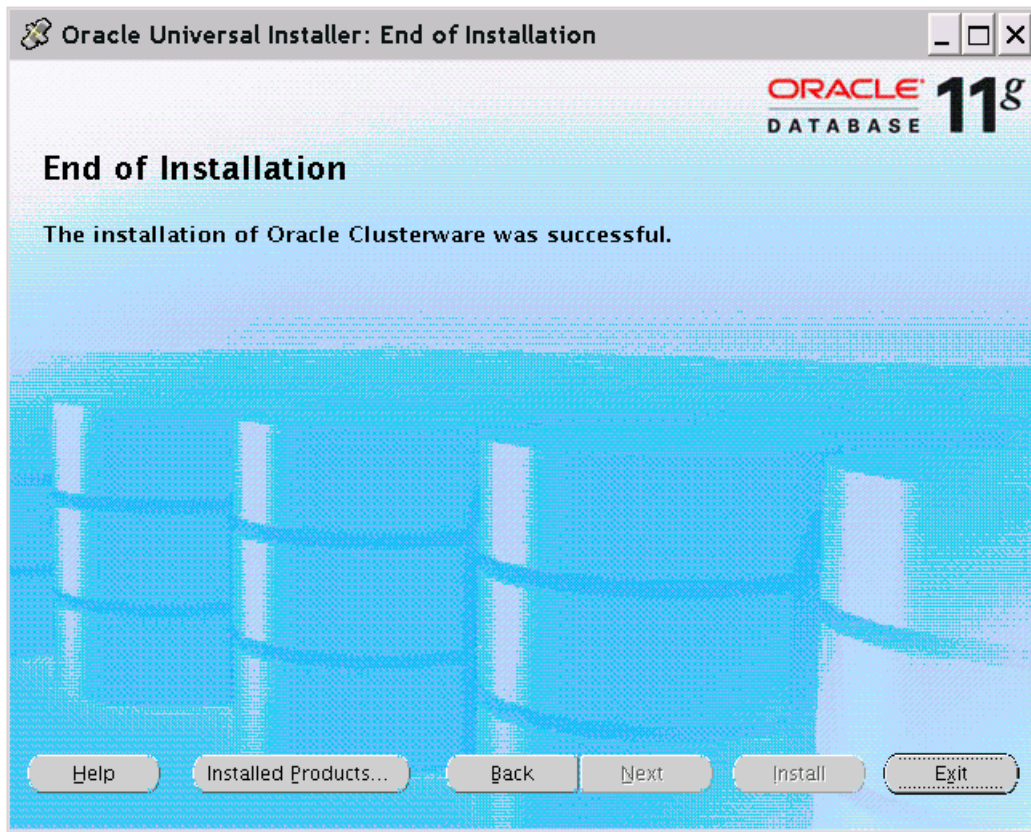 Oracle Universal Installer: End of Installation
ORACLE 11g
DATABASE
End of Installation
The installation of Oracle Clusterware was successful.
Help Installed Products... Back Next Install Exit